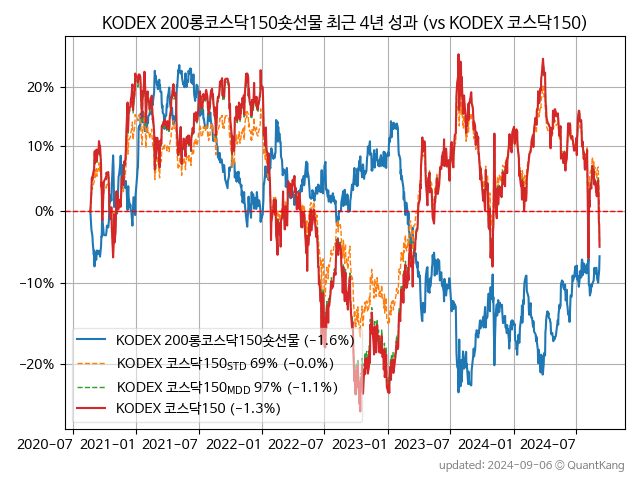 KODEX 200롱코스닥150숏선물 최근 4년 성과 (vs KODEX 코스닥150)
20%
10%
0%
−10%
−20%
KODEX 200롱코스닥150숏선물 (−1.6%)
KODEX 코스닥150STD 69% (−0.0%)
KODEX 코스닥150MDD 97% (−1.1%)
KODEX 코스닥150 (−1.3%)
2020-07 2021-01 2021-07 2022-01 2022-07 2023-01 2023-07 2024-01 2024-07
updated: 2024-09-06 © QuantKang